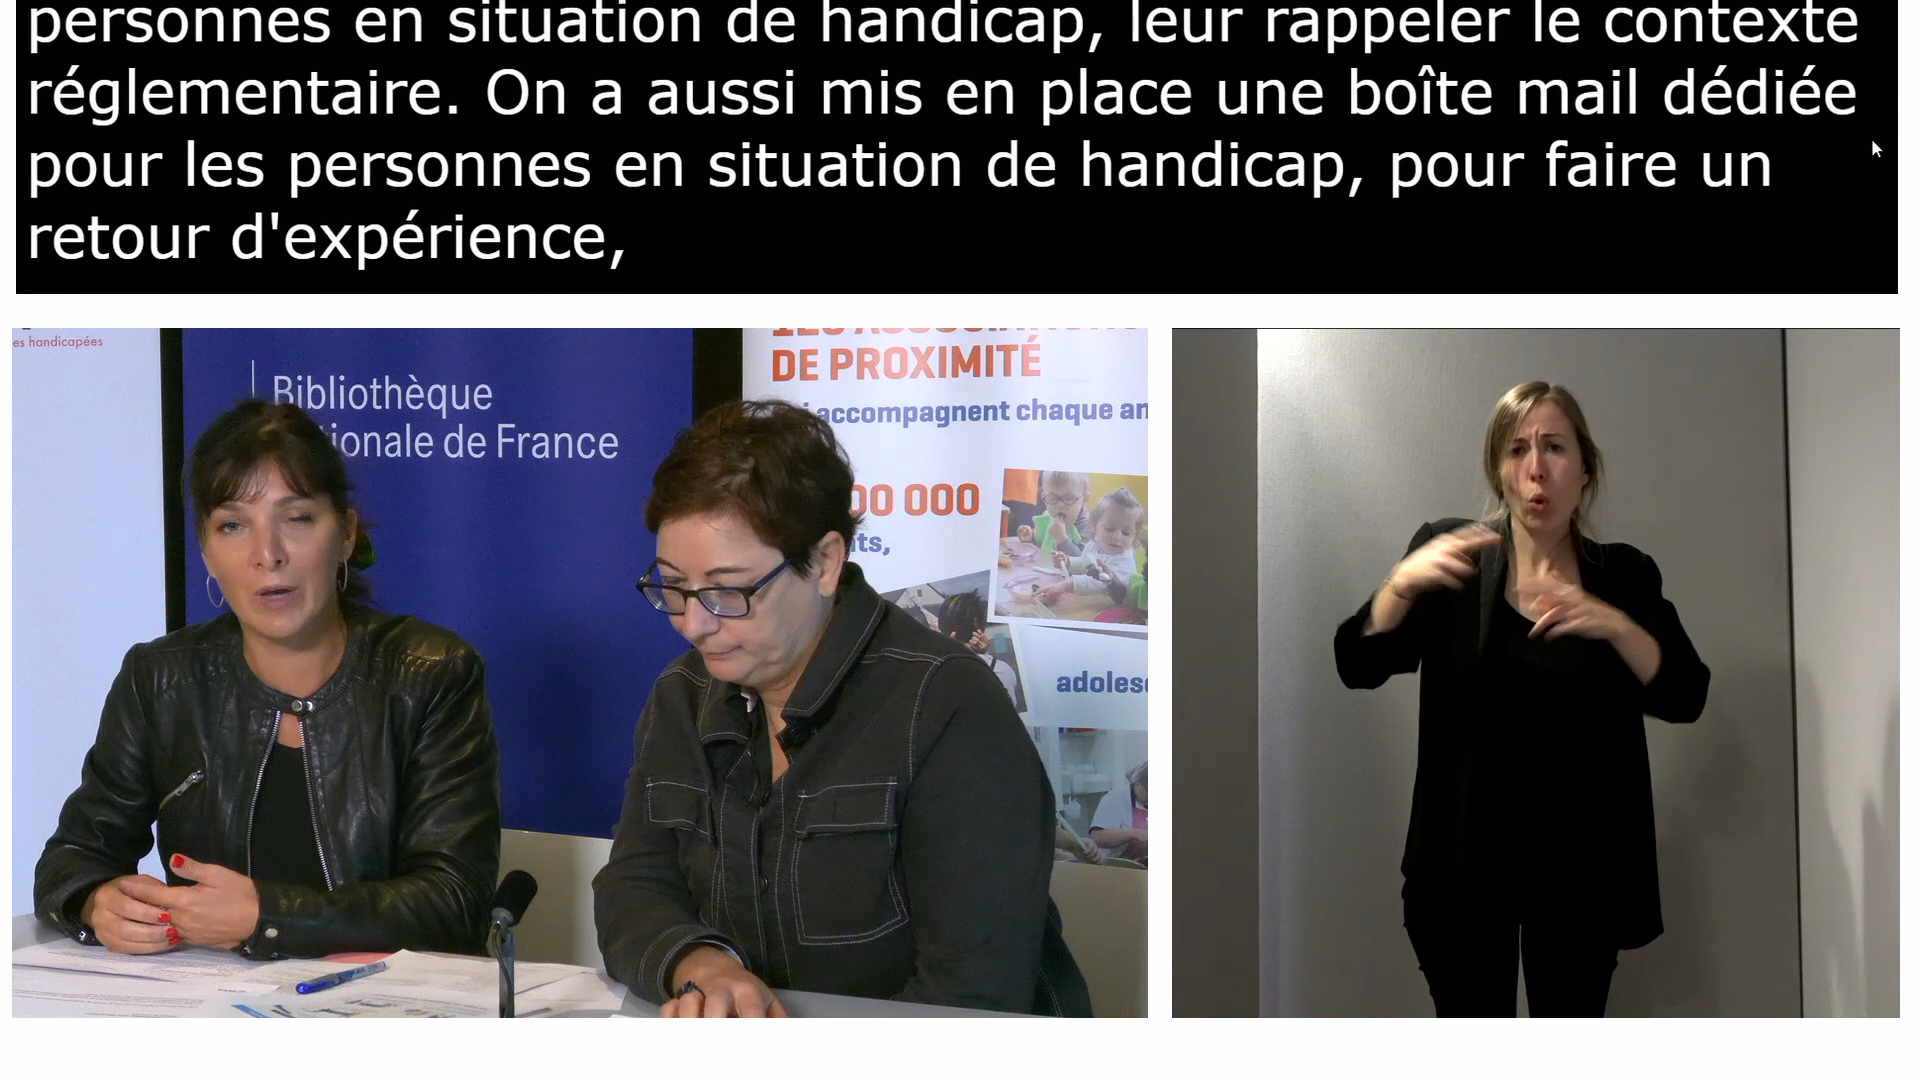 personnes en situation de handicap, leur rappeler le contexte
réglementaire. On a aussi mis en place une boîte mail dédiée
pour les personnes en situation de handicap, pour faire un
retour d'expérience,
es handicapées
Bibliothèque
ionale de France
DE PROXIMITÉ
accompagnent chaque an
00 000
ts,
adoles